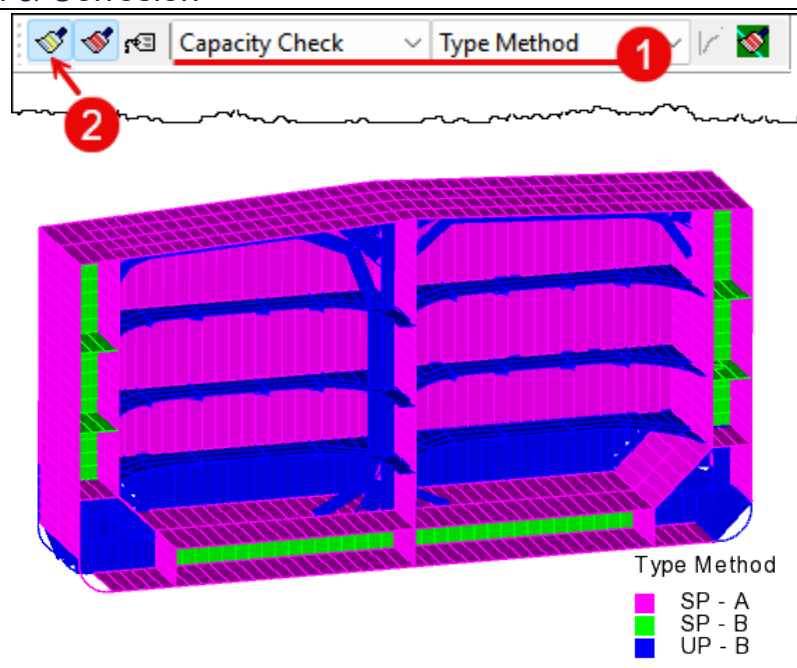 Capacity Check Type Method 1
2
Type Method
SP - A
SP - B
UP - B